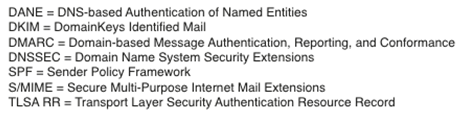 DANE = DNS-based Authentication of Named Entities
DKIM = DomainKeys Identified Mail
DMARC = Domain-based Message Authentication, Reporting, and Conformance
DNSSEC = Domain Name System Security Extensions
SPF = Sender Policy Framework
S/MIME = Secure Multi-Purpose Internet Mail Extensions
TLSA RR = Transport Layer Security Authentication Resource Record